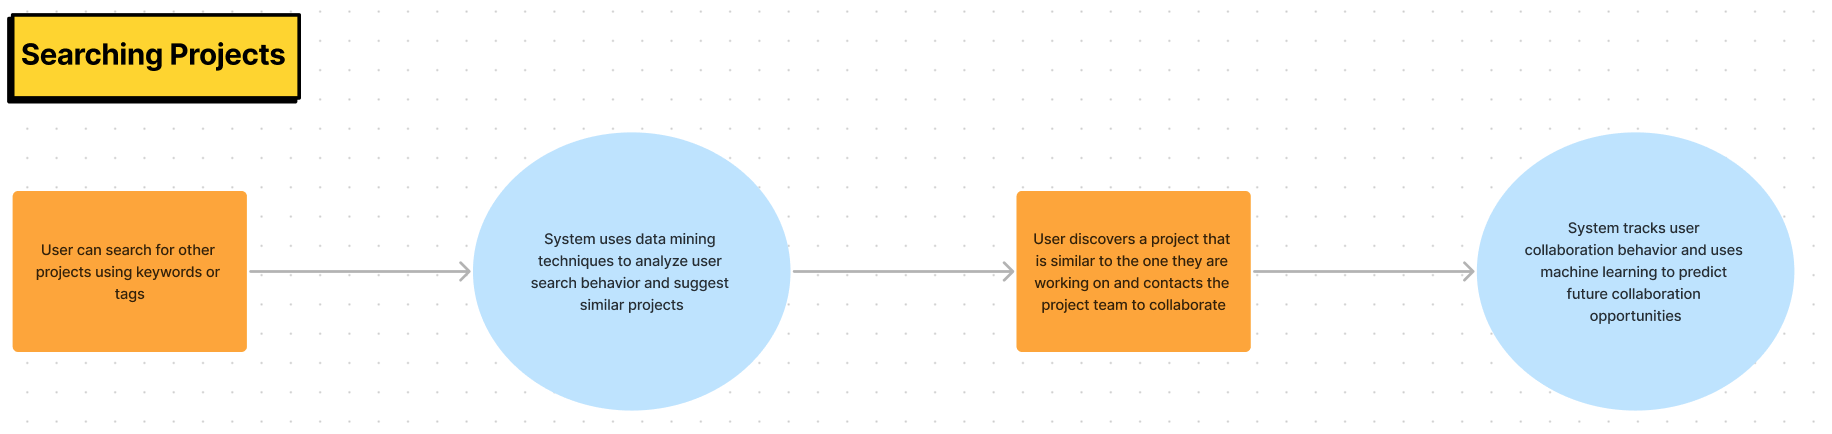 Searching Projects
User can search for other
projects using keywords or
tags
System uses data mining
techniques to analyze user
search behavior and suggest
similar projects
User discovers a project that
is similar to the one they are
working on and contacts the
project team to collaborate
System tracks user
collaboration behavior and uses
machine learning to predict
future collaboration
opportunities